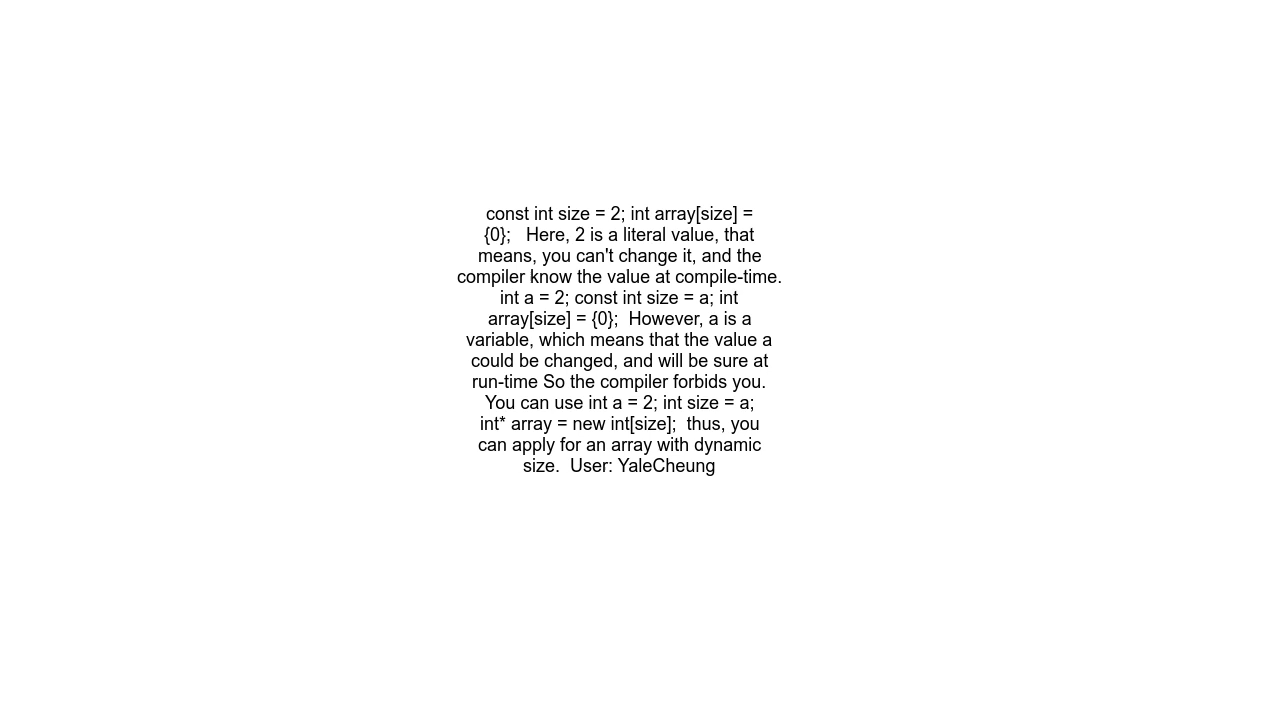 const int size = 2; int array[size] =
{0};   Here, 2 is a literal value, that
means, you can't change it, and the
compiler know the value at compile-time.
int a = 2; const int size = a; int
array[size] = {0};  However, a is a
variable, which means that the value a
could be changed, and will be sure at
run-time So the compiler forbids you.
You can use int a = 2; int size = a;
int* array = new int[size];  thus, you
can apply for an array with dynamic
size.  User: YaleCheung